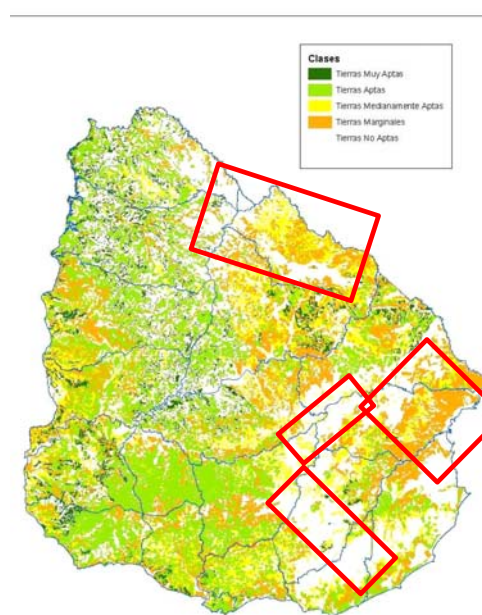 Clases
Tierras Muy Aptas
Tierras Aptas
Tierras Medianamente Aptas
Tierras Marginales
Tierras No Aptas